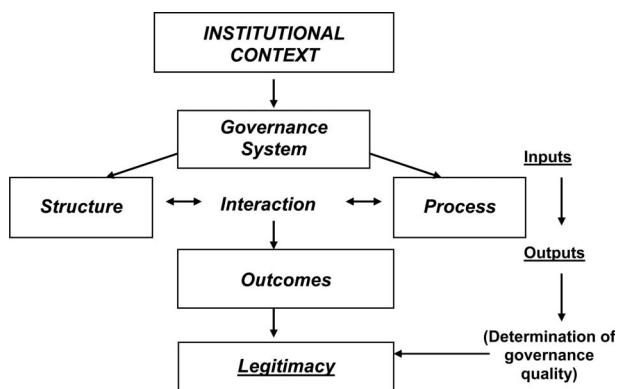 INSTITUTIONAL
CONTEXT
Governance
System
Inputs
Structure
Interaction
Process
Outputs
Outcomes
(Determination of
governance
quality)
Legitimacy